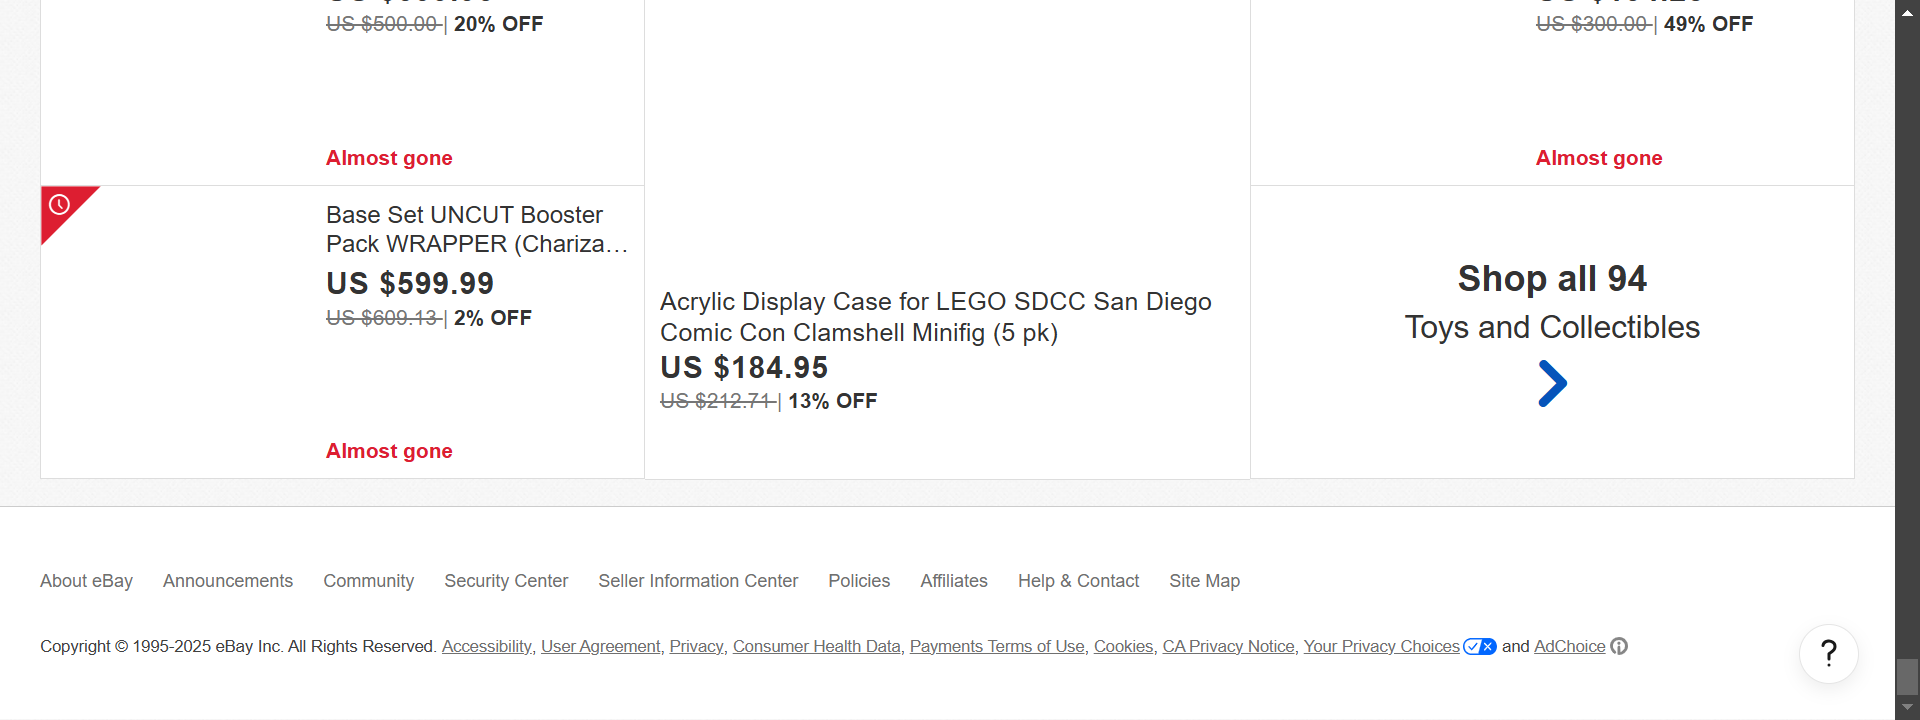 US $500.00 | 20% OFF
Almost gone
US $300.00 | 49% OFF
Almost gone
Base Set UNCUT Booster
Pack WRAPPER (Chariza…
US $599.99
US $609.13 | 2% OFF
Almost gone
Acrylic Display Case for LEGO SDCC San Diego
Comic Con Clamshell Minifig (5 pk)
US $184.95
US $212.71 | 13% OFF
Shop all 94
Toys and Collectibles
About eBay Announcements Community Security Center Seller Information Center Policies Affiliates Help & Contact Site Map
Copyright © 1995-2025 eBay Inc. All Rights Reserved. Accessibility, User Agreement, Privacy, Consumer Health Data, Payments Terms of Use, Cookies, CA Privacy Notice, Your Privacy Choices and AdChoice
?